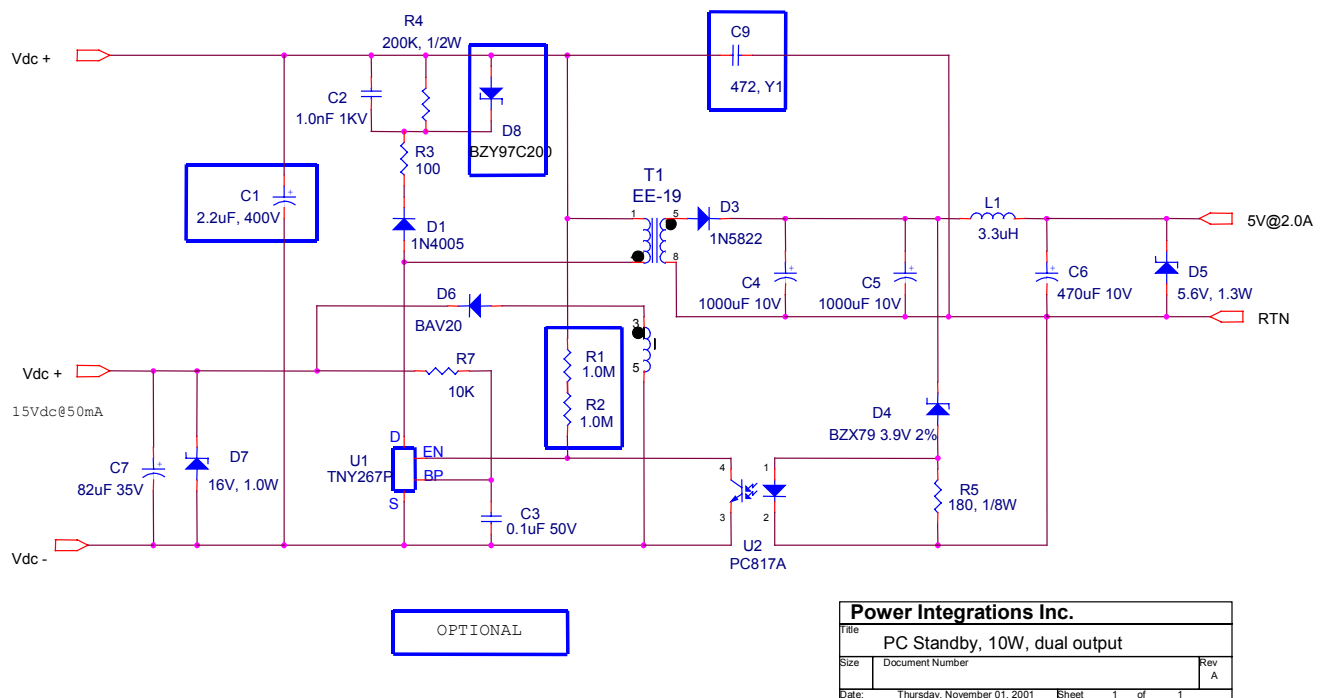 R4
200K, 1/2W
C9
Vdc +
472, Y1
C2
1.0nF 1KV
D8
BZY97C200
R3
100
T1
EE-19
C1
2.2uF, 400V
D1
1N4005
1
5
D3
1N5822
L1
3.3uH
5V@2.0A
8
C4
1000uF 10V
C5
1000uF 10V
C6
470uF 10V
D5
5.6V, 1.3W
D6
BAV20
3
5
RTN
Vdc +
R7
10K
R1
1.0M
R2
1.0M
15Vdc@50mA
D4
BZX79 3.9V 2%
D
EN
U1
TNY267P
BP
S
C7
82uF 35V
D7
16V, 1.0W
4
1
3
2
R5
180, 1/8W
C3
0.1uF 50V
Vdc -
U2
PC817A
OPTIONAL
Power Integrations Inc.
Title
PC Standby, 10W, dual output
Size
Document Number
Rev
A
Date:
Thursday, November 01, 2001
Sheet
1
of
1